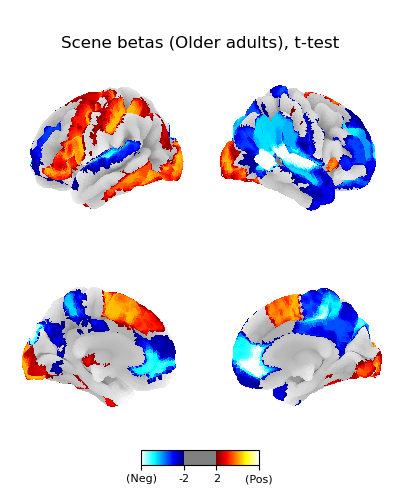 Scene betas (Older adults), t-test
(Neg) -2 2 (Pos)